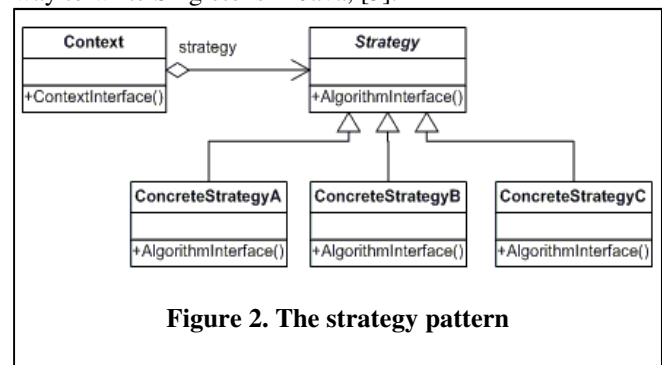 Context
strategy
Strategy
+ContextInterface()
+AlgorithmInterface()
ConcreteStrategyA
ConcreteStrategyB
ConcreteStrategyC
+AlgorithmInterface()
+AlgorithmInterface()
+AlgorithmInterface()
Figure 2. The strategy pattern